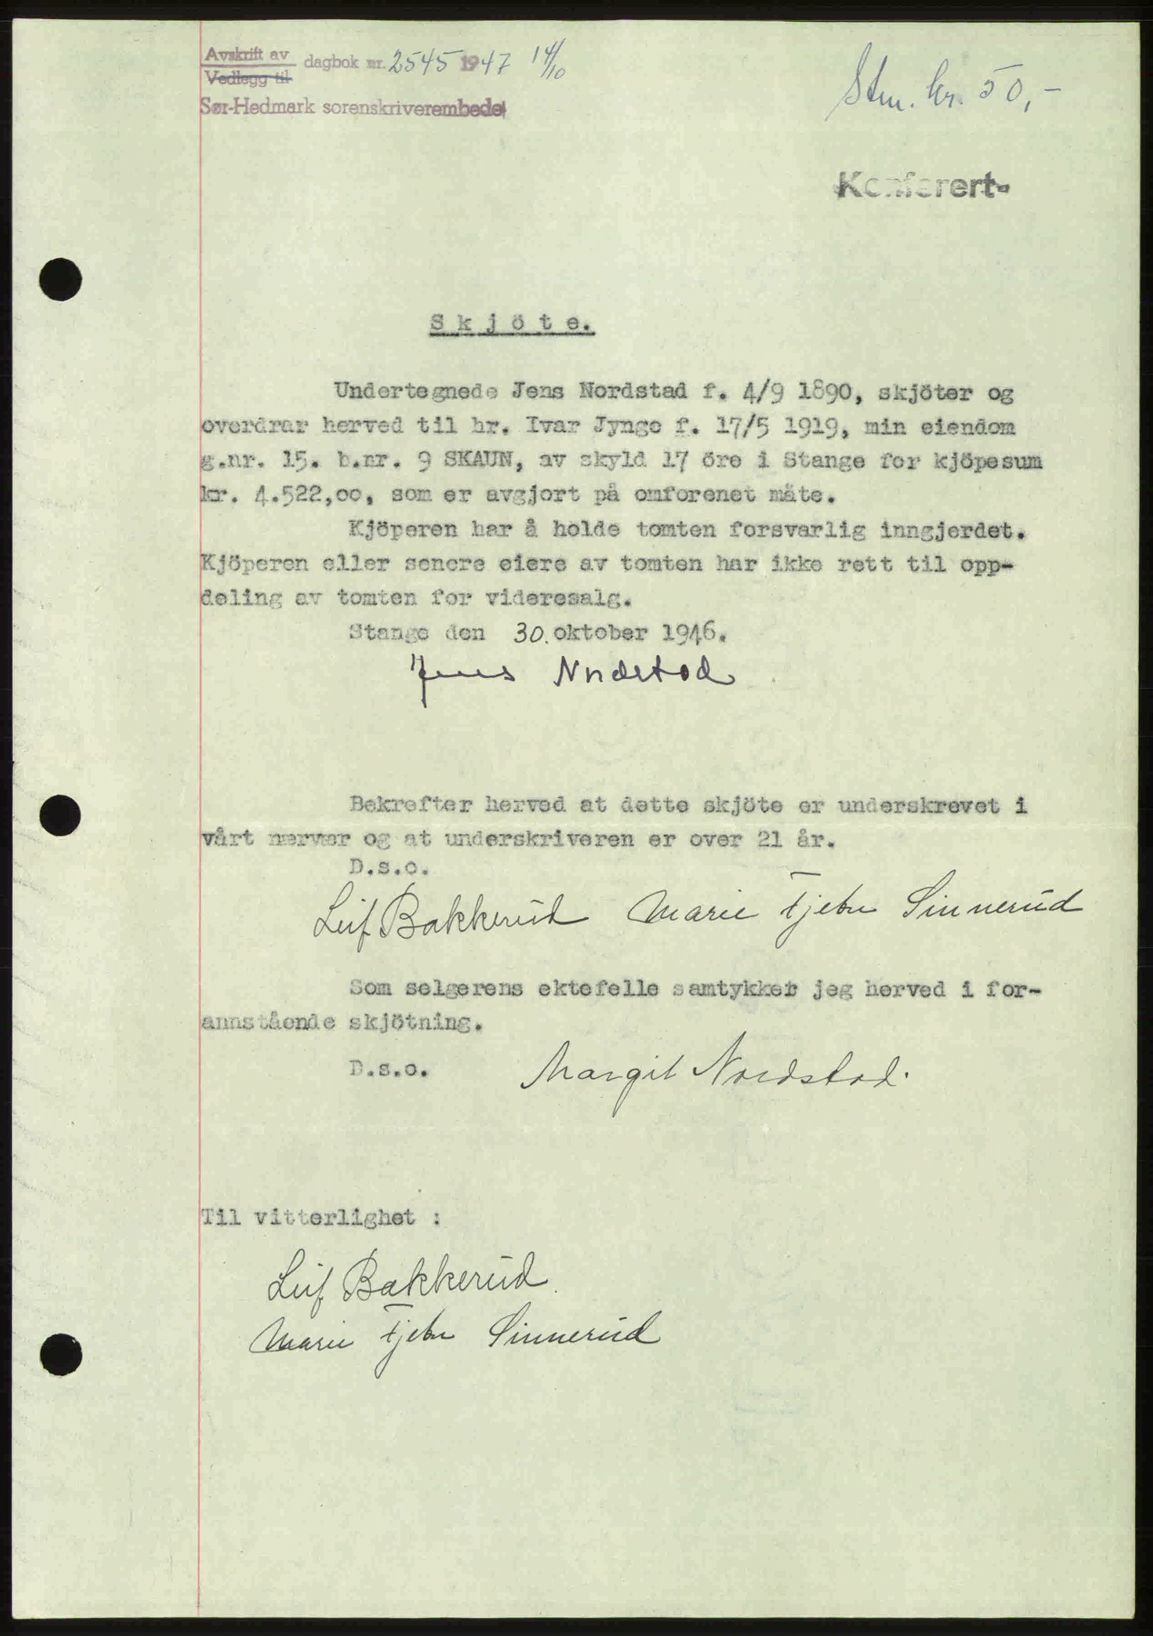 Avskrift av dagbok nr. 2545 1947 14/10
Vedlegg til
Sør-Hedmark sorenskriverembede
Stm. kr. 50,-
Konferert-
Skjöte.
Undertegnede Jens Nordstad f. 4/9 1890, skjöter og
overdrar herved til hr. Ivar Jynge f. 17/5 1919, min eiendom
g.nr. 15. b.nr. 9 SKAUN, av skyld 17 öre i Stange for kjöpesum
kr. 4.522,oo, som er avgjort på omforenet måte.
Kjöperen har å holde tomten forsvarlig inngjerdet.
Kjöperen eller senere eiere av tomten har ikke rett til opp-
deling av tomten for videresalg.
Stange den 30. oktober 1946.
Jens Nordstad
Bekrefter herved at dette skjöte er underskrevet i
vårt nærvær og at underskriveren er over 21 år.
D.s.o.
Leif Bakkerud Marie Fjebu Sinnerud
Som selgerens ektefelle samtykker jeg herved i for-
annstående skjötning.
D.s.o. Margit Nordstad.
Til vitterlighet :
Leif Bakkerud.
Marie Fjebu Sinnerud